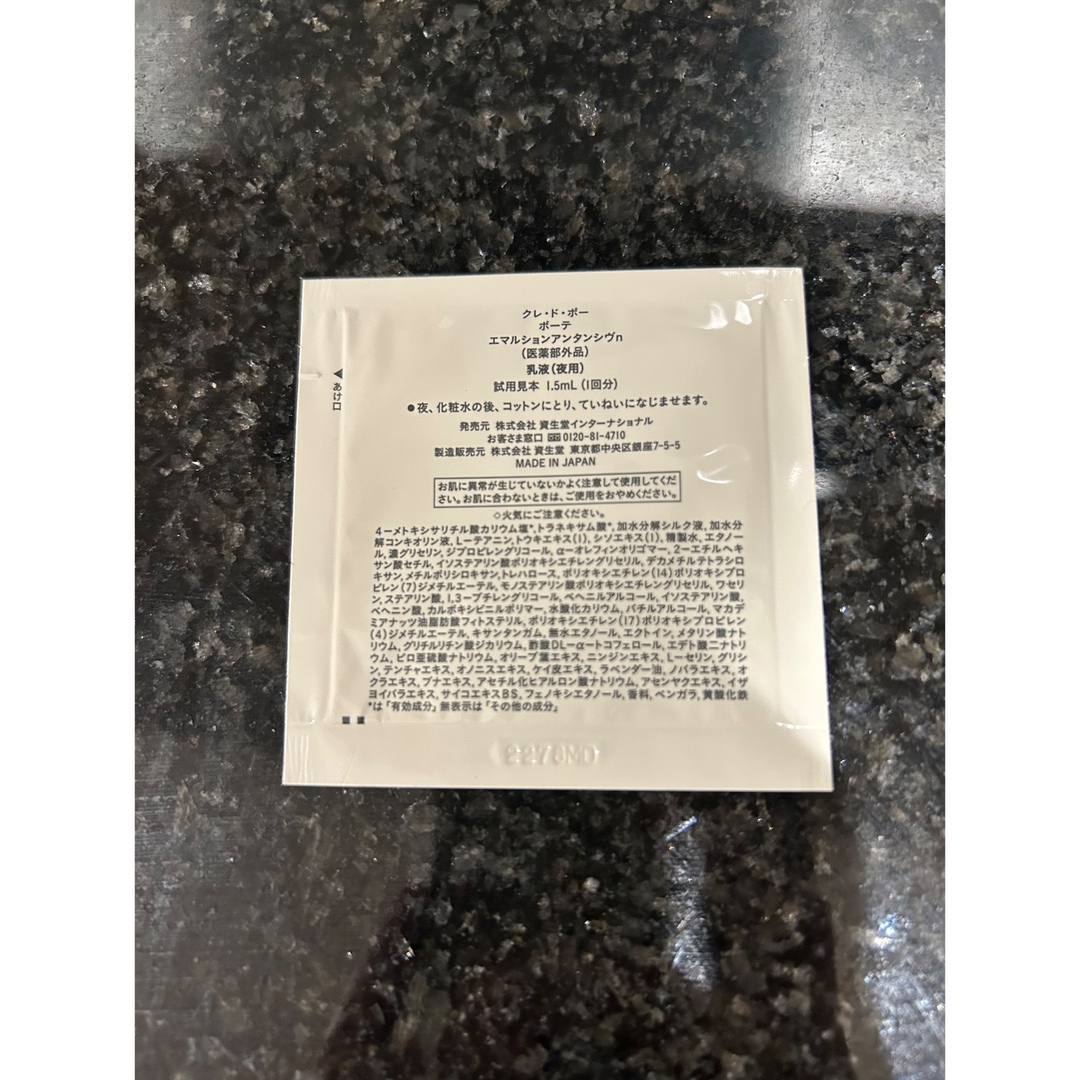 クレ・ド・ポー
ボーテ
エマルションアンタンシヴn
(医薬部外品)
乳液(夜用)
試用見本 1.5mL (1回分)
◀あけ口
●夜、化粧水の後、コットンにとり、ていねいになじませます。
発売元 株式会社 資生堂インターナショナル
お客さま窓口 0120-81-4710
製造販売元 株式会社 資生堂 東京都中央区銀座7-5-5
MADE IN JAPAN
お肌に異常が生じていないかよく注意して使用してくだ
さい。お肌に合わないときは、ご使用をおやめください。
◇火気にご注意ください。
4-メトキシサリチル酸カリウム塩*,トラネキサム酸*,加水分解シルク液,加水分
解コンキオリン液,L-テアニン,トウキエキス(1),シソエキス(1),精製水,エタノー
ル,濃グリセリン,ジプロピレングリコール,α-オレフィンオリゴマー,2-エチルヘキ
サン酸セチル,イソステアリン酸ポリオキシエチレングリセリル,デカメチルテトラシロ
キサン,メチルポリシロキサン,トレハロース,ポリオキシエチレン(14)ポリオキシプロ
ピレン(7)ジメチルエーテル,モノステアリン酸ポリオキシエチレングリセリル,ワセリ
ン,ステアリン酸,1,3-ブチレングリコール,ベヘニルアルコール,イソステアリン酸,
ベヘニン酸,カルボキシビニルポリマー,水酸化カリウム,バチルアルコール,マカデ
ミアナッツ油脂肪酸フィトステリル,ポリオキシエチレン(17)ポリオキシプロピレン
(4)ジメチルエーテル,キサンタンガム,無水エタノール,エクトイン,メタリン酸ナト
リウム,グリチルリチン酸ジカリウム,酢酸DL-α-トコフェロール,エデト酸二ナトリ
ウム,ピロ亜硫酸ナトリウム,オリーブ葉エキス,ニンジンエキス,L-セリン,グリシ
ン,テンチャエキス,オノニスエキス,ケイ皮エキス,ラベンダー油,ノバラエキス,オ
クラエキス,ブナエキス,アセチル化ヒアルロン酸ナトリウム,アセンヤクエキス,イザ
ヨイバラエキス,サイコエキスBS,フェノキシエタノール,香料,ベンガラ,黄酸化鉄
*は「有効成分」無表示は「その他の成分」
2276MD